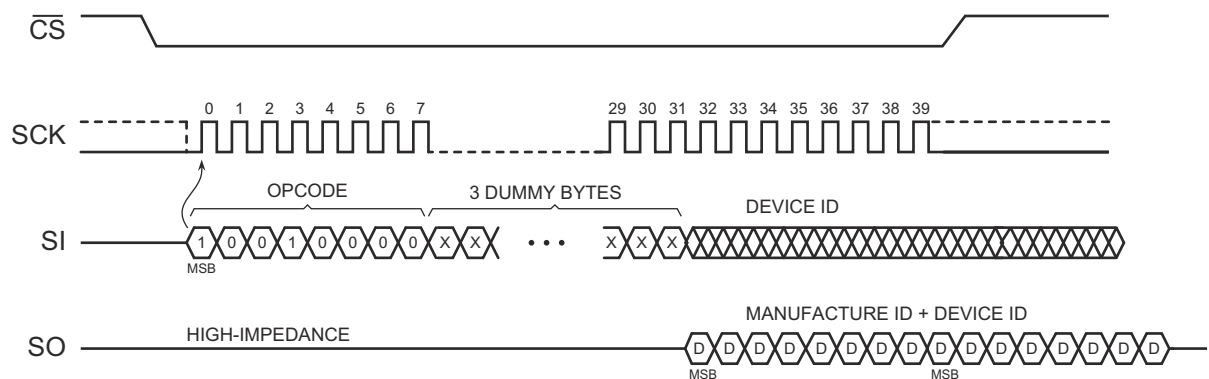 CS
0 1 2 3 4 5 6 7 29 30 31 32 33 34 35 36 37 38 39
SCK
OPCODE
3 DUMMY BYTES
DEVICE ID
SI 1 0 0 1 0 0 0 0 X X • • • X X X
MSB
MANUFACTURE ID + DEVICE ID
HIGH-IMPEDANCE
SO D D D D D D D D D D D D D D D D
MSB MSB